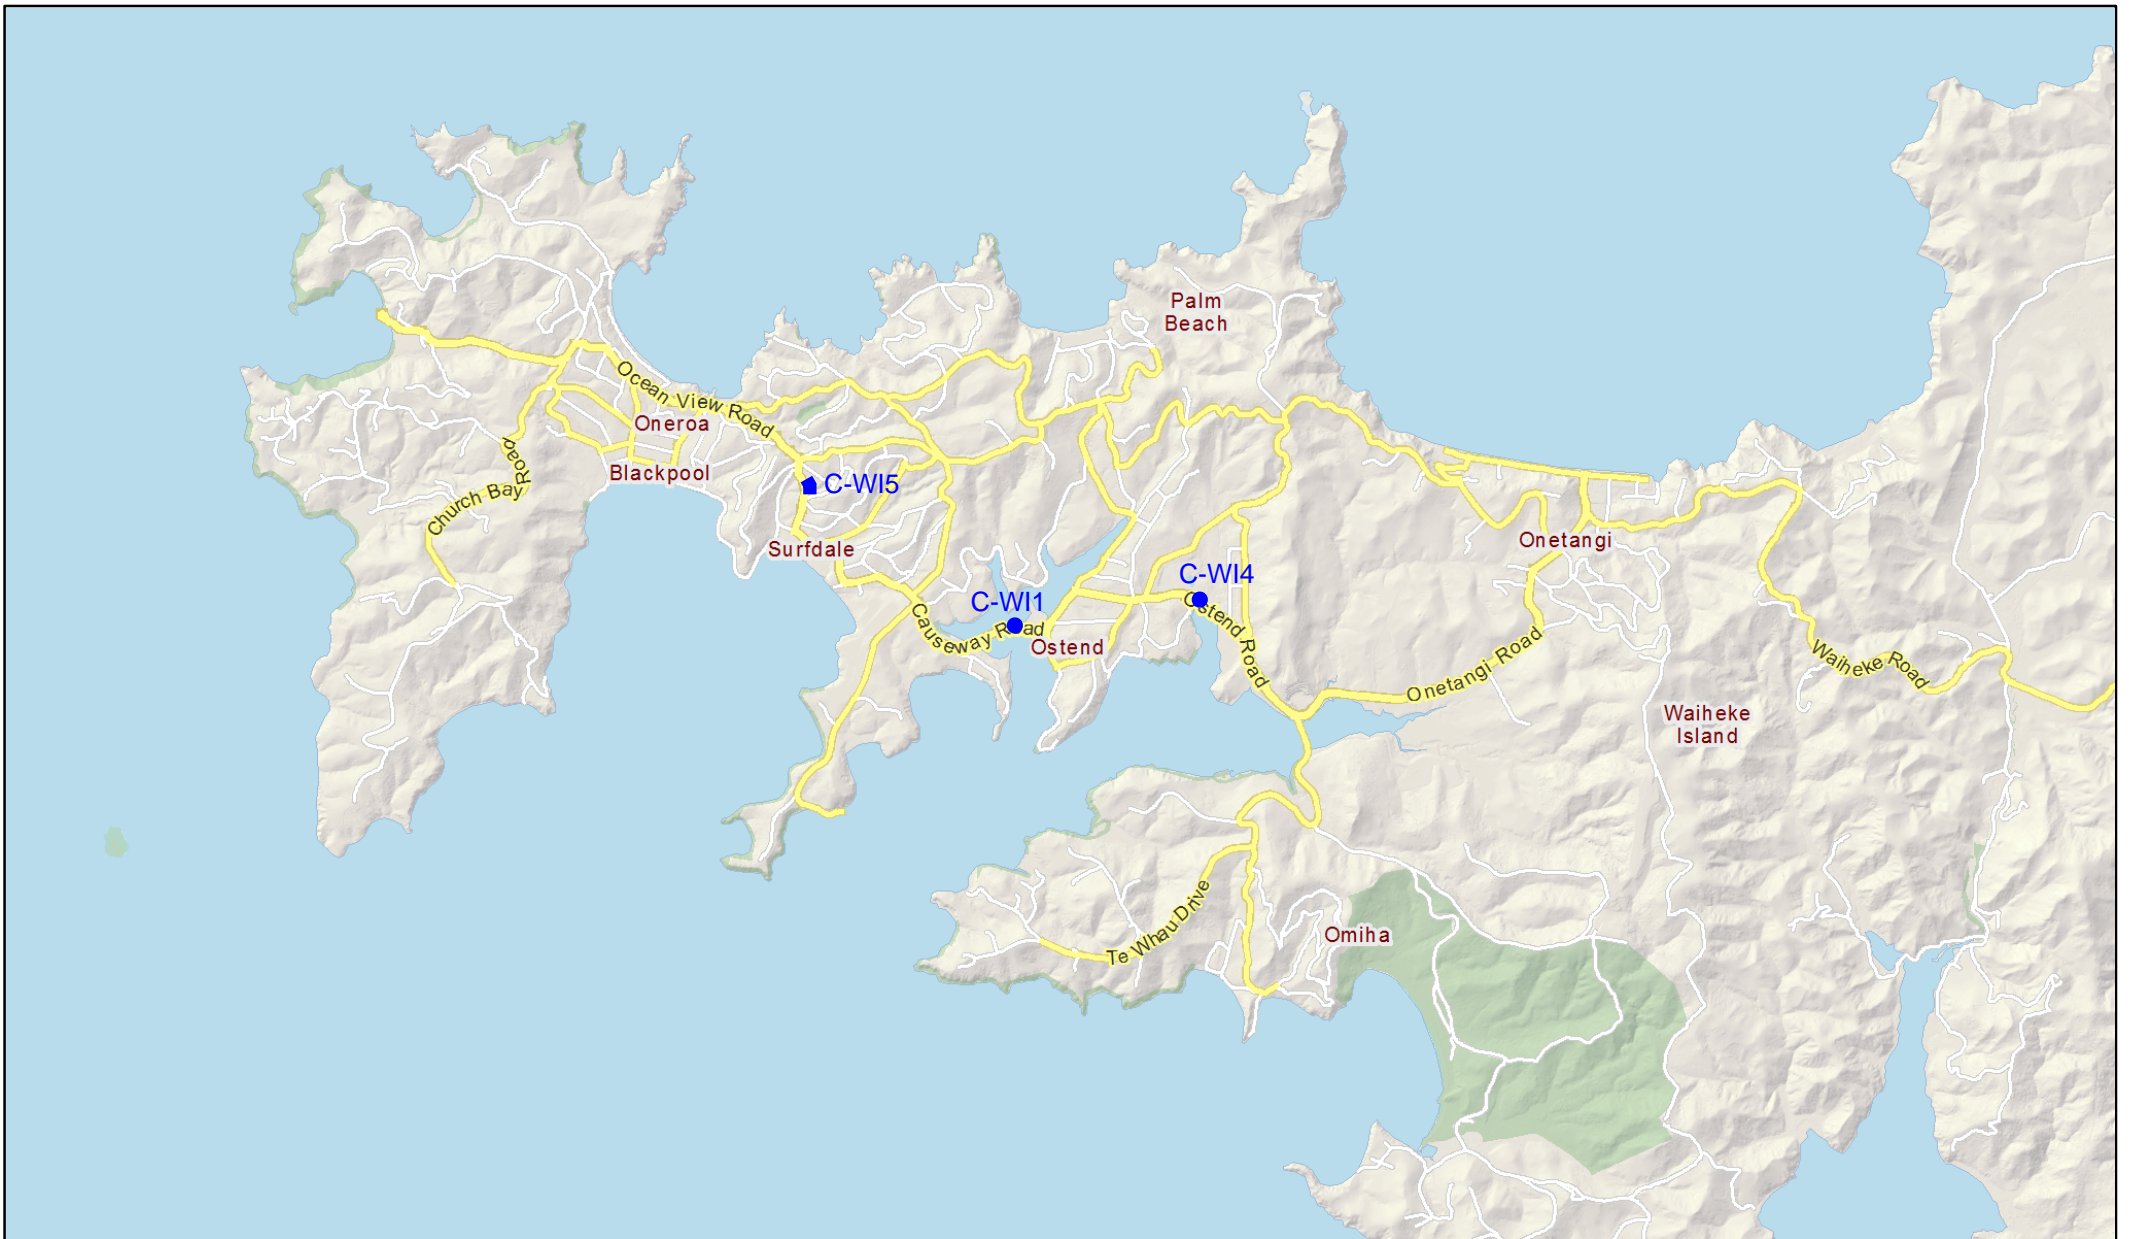 Palm
Beach
Ocean View Road
Oneroa
Blackpool
C-WI5
Church Bay Road
Surfdale
Onetangi
C-WI4
C-WI1
Ostend Road
Causeway Road
Ostend
Onetangi Road
Waiheke Road
Waiheke
Island
Te Whau Drive
Omiha